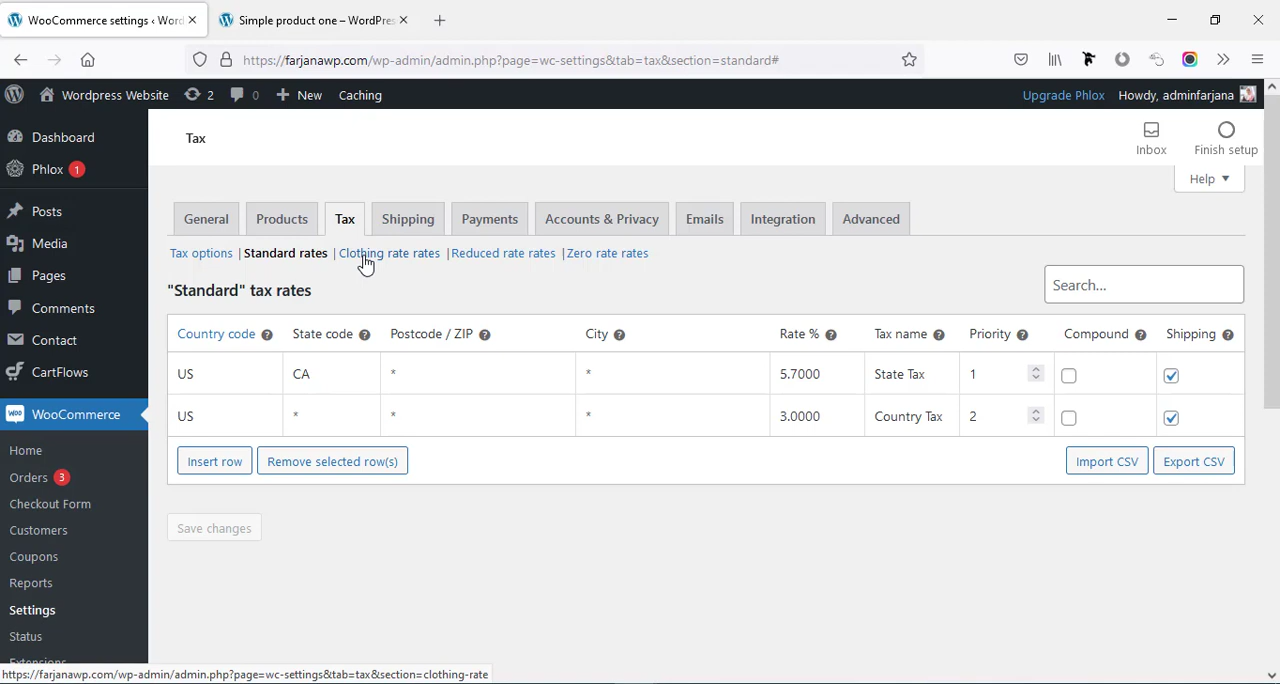 WooCommerce settings ‹ Word
Simple product one – WordPres
https://farjanawp.com/wp-admin/admin.php?page=wc-settings&tab=tax&section=standard#
Wordpress Website 2 0 New Caching Upgrade Phlox Howdy, adminfarjana
Dashboard
Phlox 1
Posts
Media
Pages
Comments
Contact
CartFlows
WooCommerce
Home
Orders 3
Checkout Form
Customers
Coupons
Reports
Settings
Status
Tax
Inbox
Finish setup
Help
General Products Tax Shipping Payments Accounts & Privacy Emails Integration Advanced
Tax options | Standard rates | Clothing rate rates | Reduced rate rates | Zero rate rates
"Standard" tax rates
Search...
Country code ? State code ? Postcode / ZIP ? City ? Rate % ? Tax name ? Priority ? Compound ? Shipping ?
US CA * * 5.7000 State Tax 1
US * * * 3.0000 Country Tax 2
Insert row Remove selected row(s) Import CSV Export CSV
Save changes
https://farjanawp.com/wp-admin/admin.php?page=wc-settings&tab=tax&section=clothing-rate